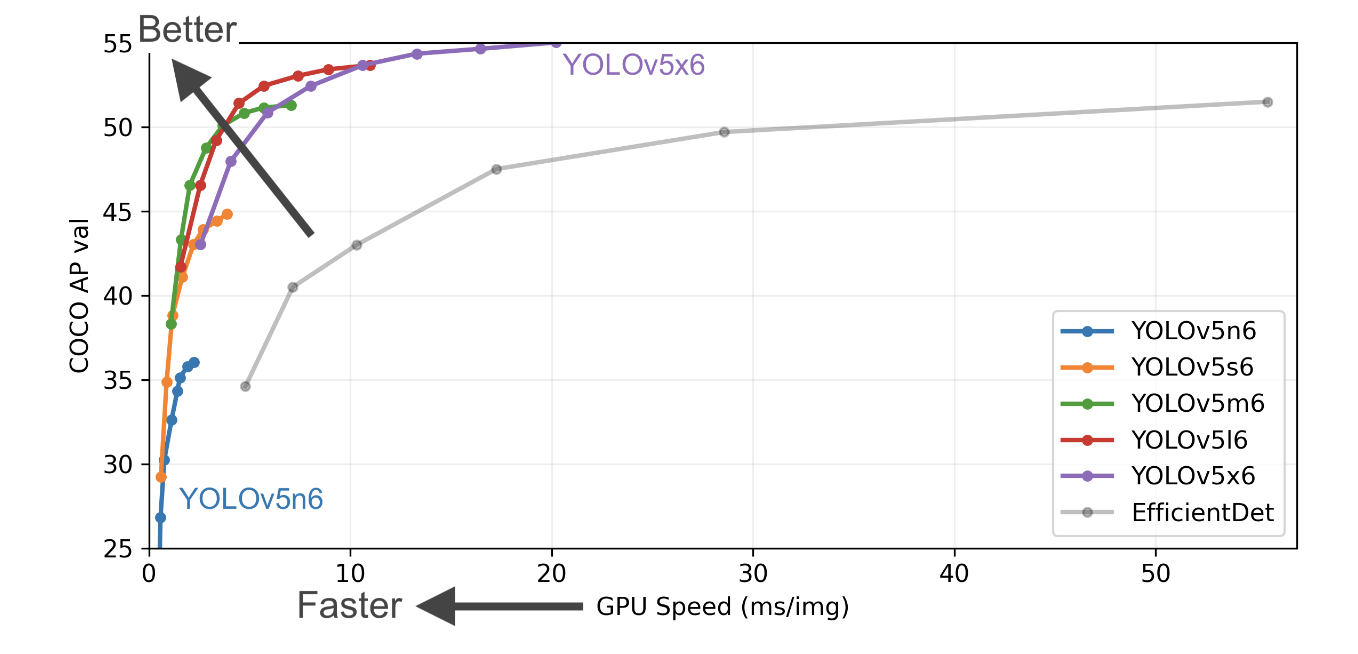 Better
55
50
45
40
35
30
25
COCO AP val
YOLOv5x6
YOLOv5n6
YOLOv5n6
YOLOv5s6
YOLOv5m6
YOLOv5l6
YOLOv5x6
EfficientDet
0 10 20 30 40 50
Faster GPU Speed (ms/img)